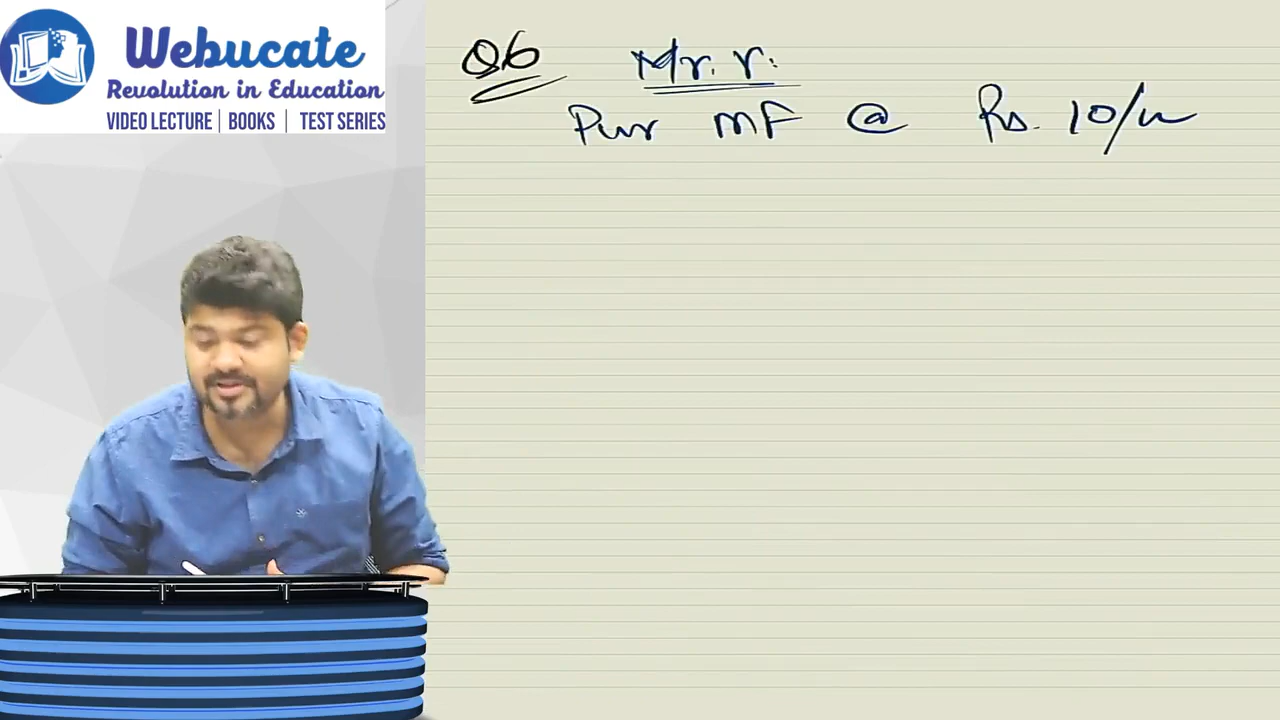 Webucate
Revolution in Education
VIDEO LECTURE | BOOKS | TEST SERIES
Q6 Mr. Y:
Pur MF @ Rs. 10/u